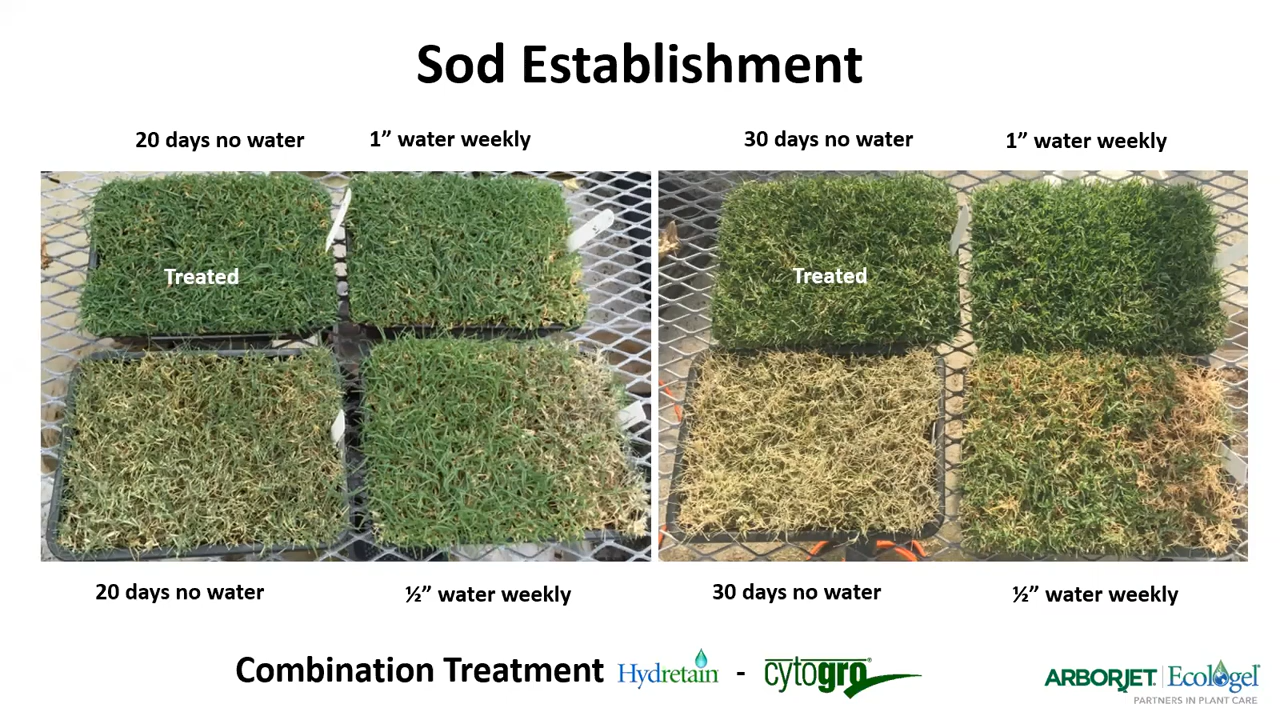 Sod Establishment
20 days no water
1” water weekly
30 days no water
1” water weekly
Treated
Treated
20 days no water
½” water weekly
30 days no water
½” water weekly
Combination Treatment Hydretain - cytogro®
ARBORJET | Ecologel
PARTNERS IN PLANT CARE